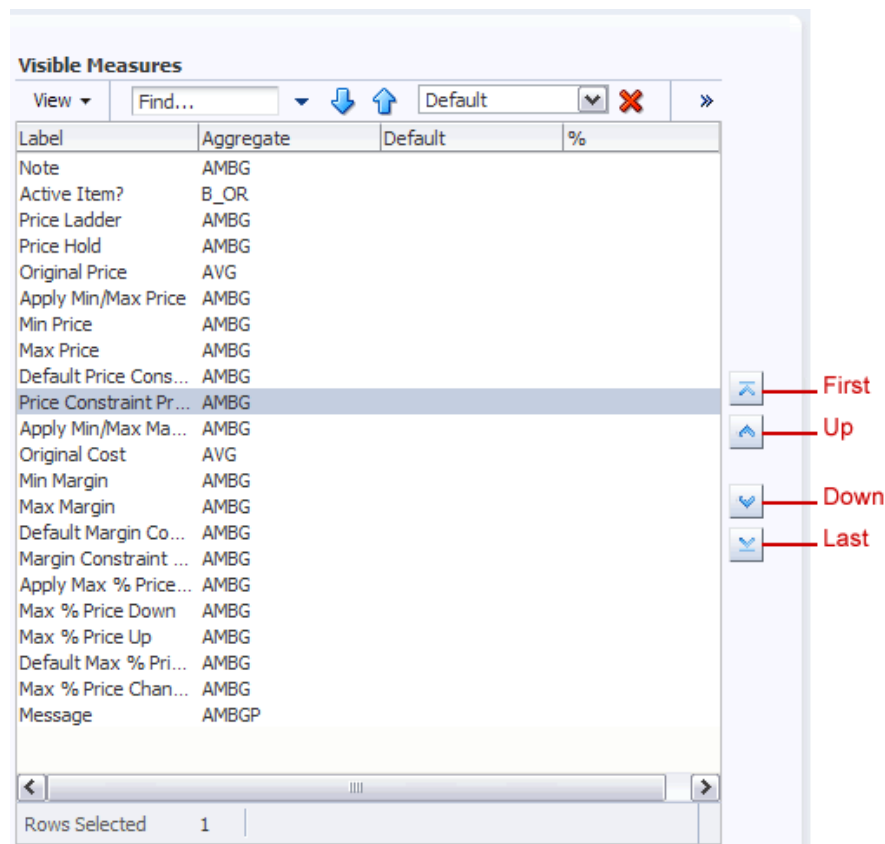 Visible Measures
View Find... Default »
Label Aggregate Default %
Note AMBG
Active Item? B_OR
Price Ladder AMBG
Price Hold AMBG
Original Price AVG
Apply Min/Max Price AMBG
Min Price AMBG
Max Price AMBG
Default Price Cons... AMBG
Price Constraint Pr... AMBG
Apply Min/Max Ma... AMBG
Original Cost AVG
Min Margin AMBG
Max Margin AMBG
Default Margin Co... AMBG
Margin Constraint ... AMBG
Apply Max % Price... AMBG
Max % Price Down AMBG
Max % Price Up AMBG
Default Max % Pri... AMBG
Max % Price Chan... AMBG
Message AMBGP
Rows Selected 1
First
Up
Down
Last